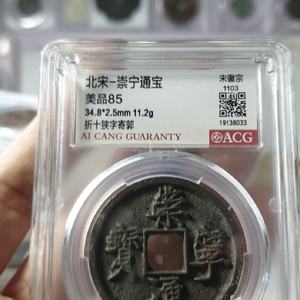 北宋-崇宁通宝
美品85
34.8*2.5mm 11.2g
折十狭字寄郭
AI CANG GUARANTY
宋徽宗
1103
19138033
ACG
崇
寶 寧
通